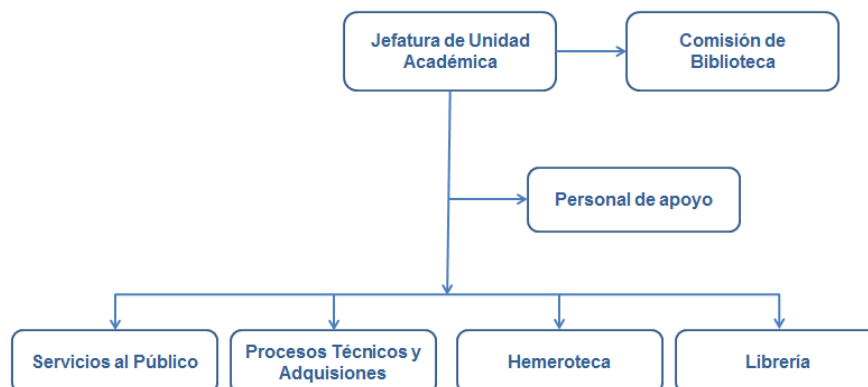 Jefatura de Unidad
Académica
Comisión de
Biblioteca
Personal de apoyo
Servicios al Público
Procesos Técnicos y
Adquisiones
Hemeroteca
Librería